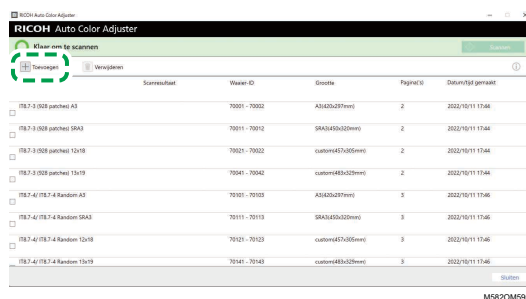 RICOH Auto Color Adjuster
RICOH Auto Color Adjuster
Klaar om te scannen
Scannen
Toevoegen Verwijderen
Scanresultaat Waaier-ID Grootte Pagina('s) Datum/tijd gemaakt
IT8.7-3 (928 patches) A3 70001 - 70002 A3(420x297mm) 2 2022/10/11 17:44
IT8.7-3 (928 patches) SRA3 70011 - 70012 SRA3(450x320mm) 2 2022/10/11 17:44
IT8.7-3 (928 patches) 12x18 70021 - 70022 custom(457x305mm) 2 2022/10/11 17:44
IT8.7-3 (928 patches) 13x19 70041 - 70042 custom(483x329mm) 2 2022/10/11 17:44
IT8.7-4/ IT8.7-4 Random A3 70101 - 70103 A3(420x297mm) 3 2022/10/11 17:46
IT8.7-4/ IT8.7-4 Random SRA3 70111 - 70113 SRA3(450x320mm) 3 2022/10/11 17:46
IT8.7-4/ IT8.7-4 Random 12x18 70121 - 70123 custom(457x305mm) 3 2022/10/11 17:46
IT8.7-4/ IT8.7-4 Random 13x19 70141 - 70143 custom(483x329mm) 3 2022/10/11 17:46
Sluiten
M582OM59